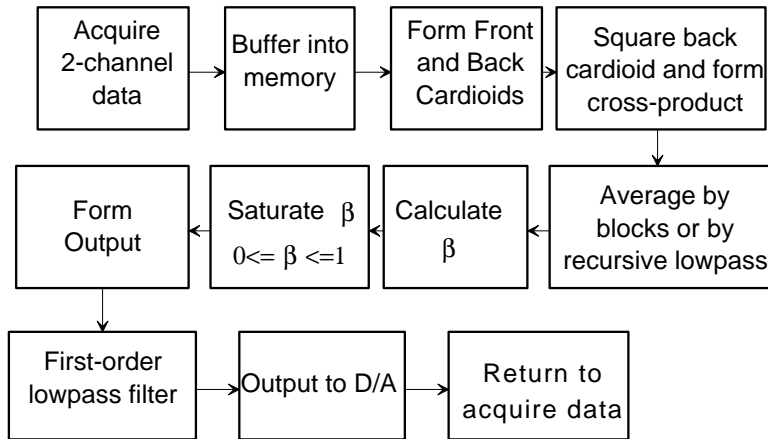 Acquire
2-channel
data
Buffer into
memory
Form Front
and Back
Cardioids
Square back
cardioid and form
cross-product
Average by
blocks or by
recursive lowpass
Calculate
β
Saturate β
0<= β <=1
Form
Output
First-order
lowpass filter
Output to D/A
Return to
acquire data